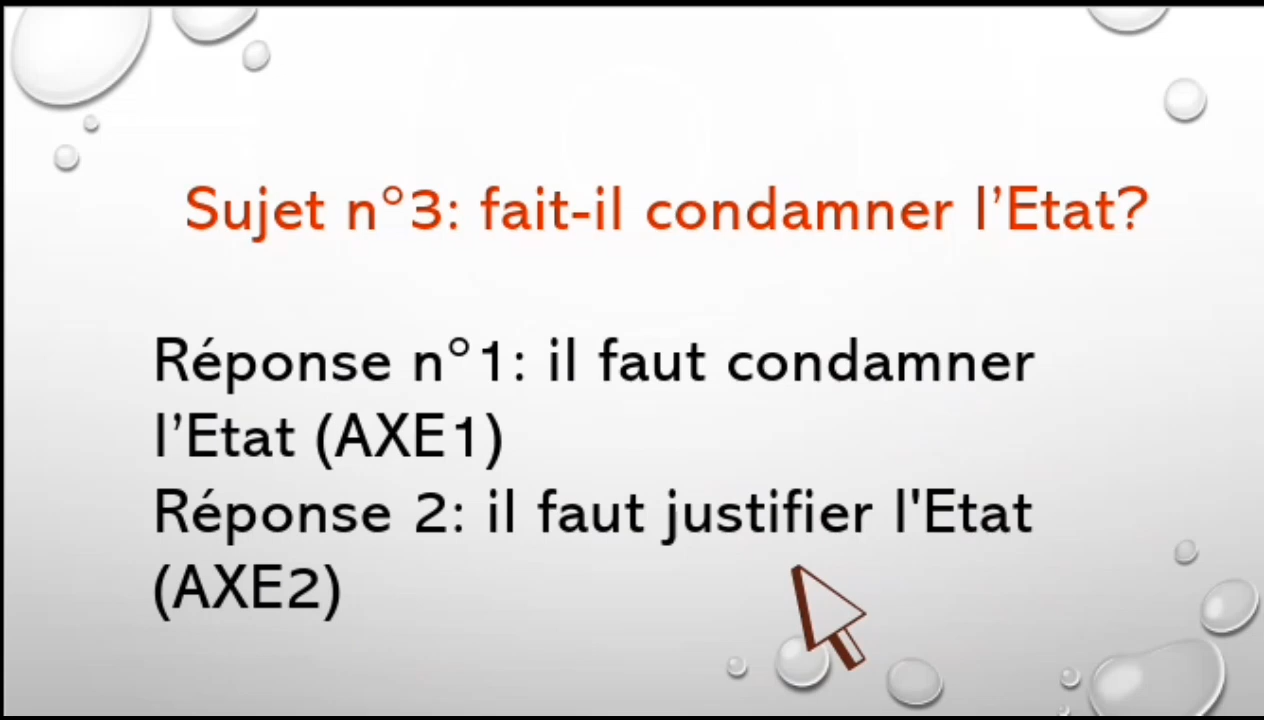 Sujet n°3: fait-il condamner l’Etat?
Réponse n°1: il faut condamner
l’Etat (AXE1)
Réponse 2: il faut justifier l'Etat
(AXE2)